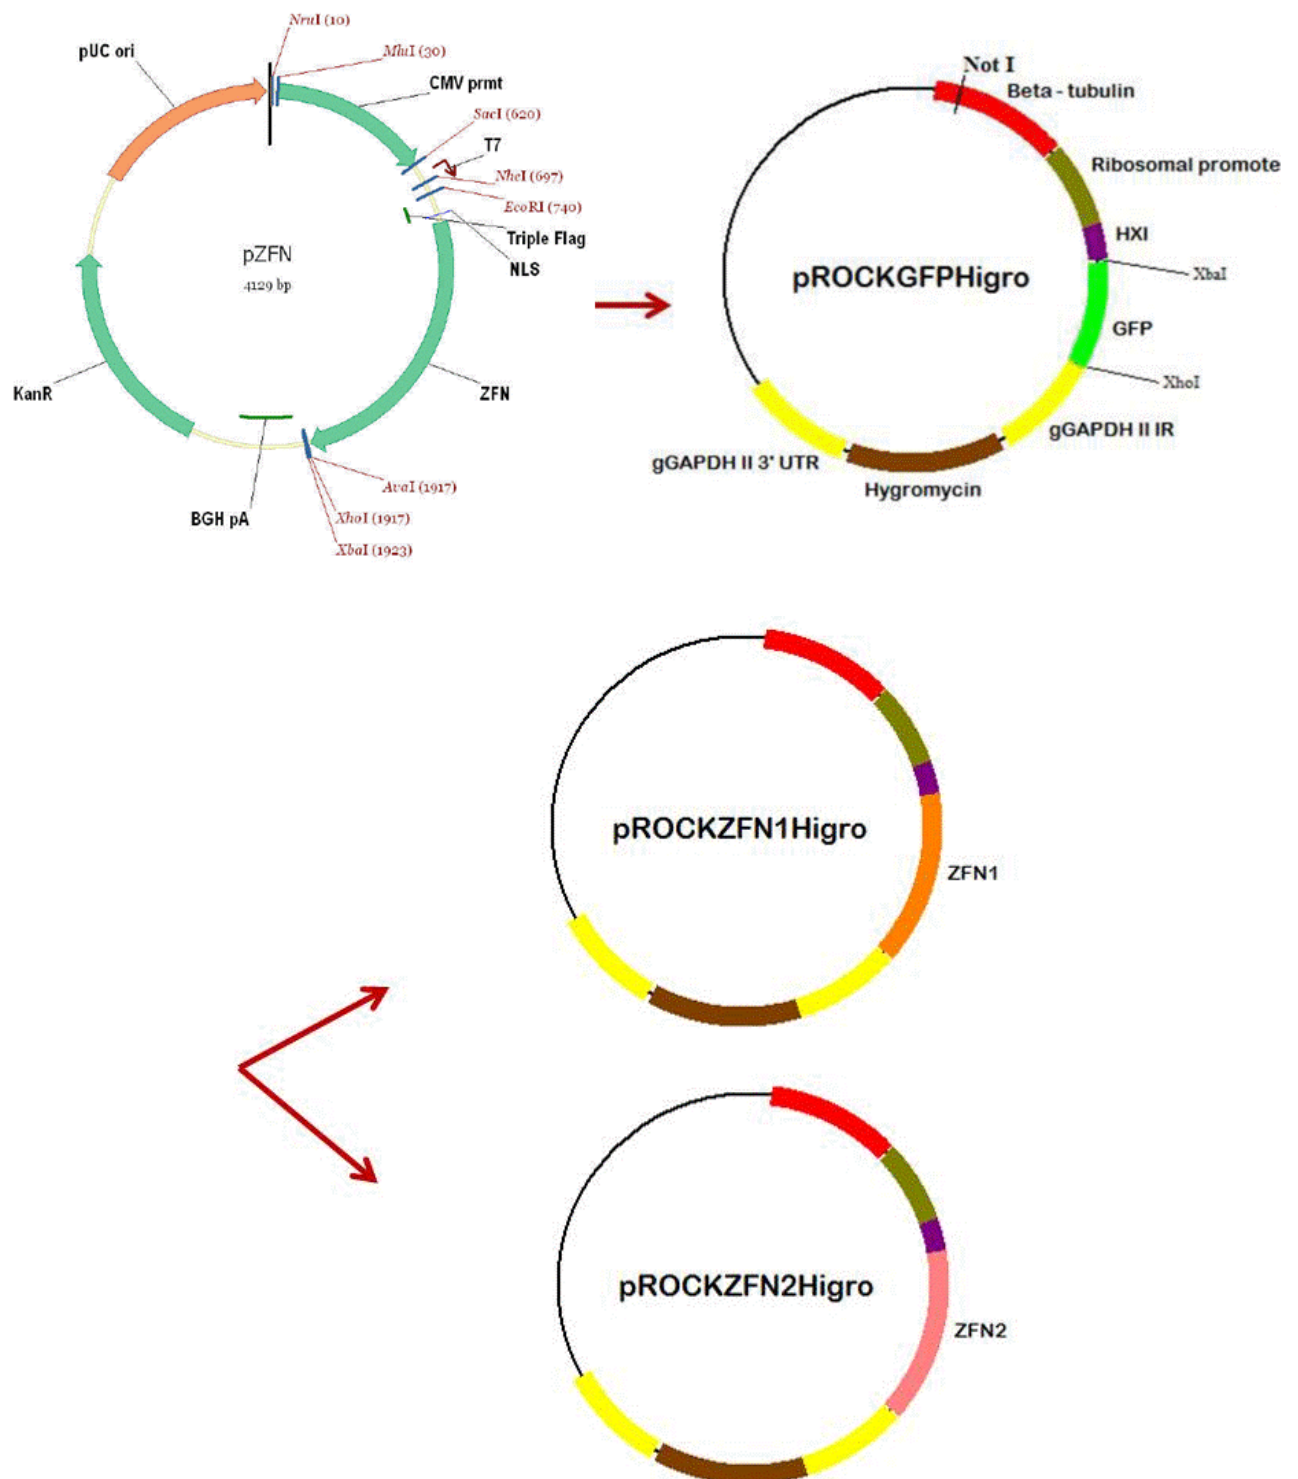 NruI (10)
pUC ori
MluI (30)
CMV prmt
SacI (620)
T7
NheI (697)
EcoRI (740)
Triple Flag
NLS
pZFN
4129 bp
KanR
ZFN
AvaI (1917)
BGH pA
XhoI (1917)
XbaI (1923)
Not I
Beta - tubulin
Ribosomal promote
HXI
XbaI
pROCKGFPHigro
GFP
XhoI
gGAPDH II IR
gGAPDH II 3' UTR
Hygromycin
pROCKZFN1Higro
ZFN1
pROCKZFN2Higro
ZFN2